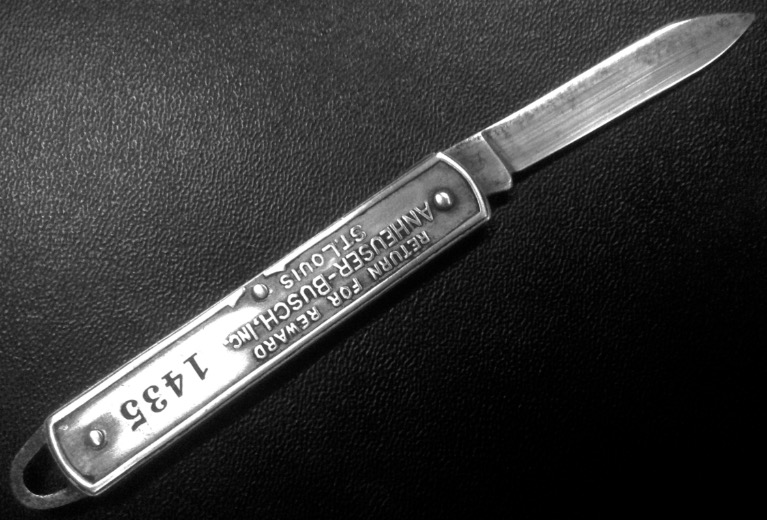 RETURN FOR REWARD
ANHEUSER-BUSCH, INC.
ST. LOUIS
1435